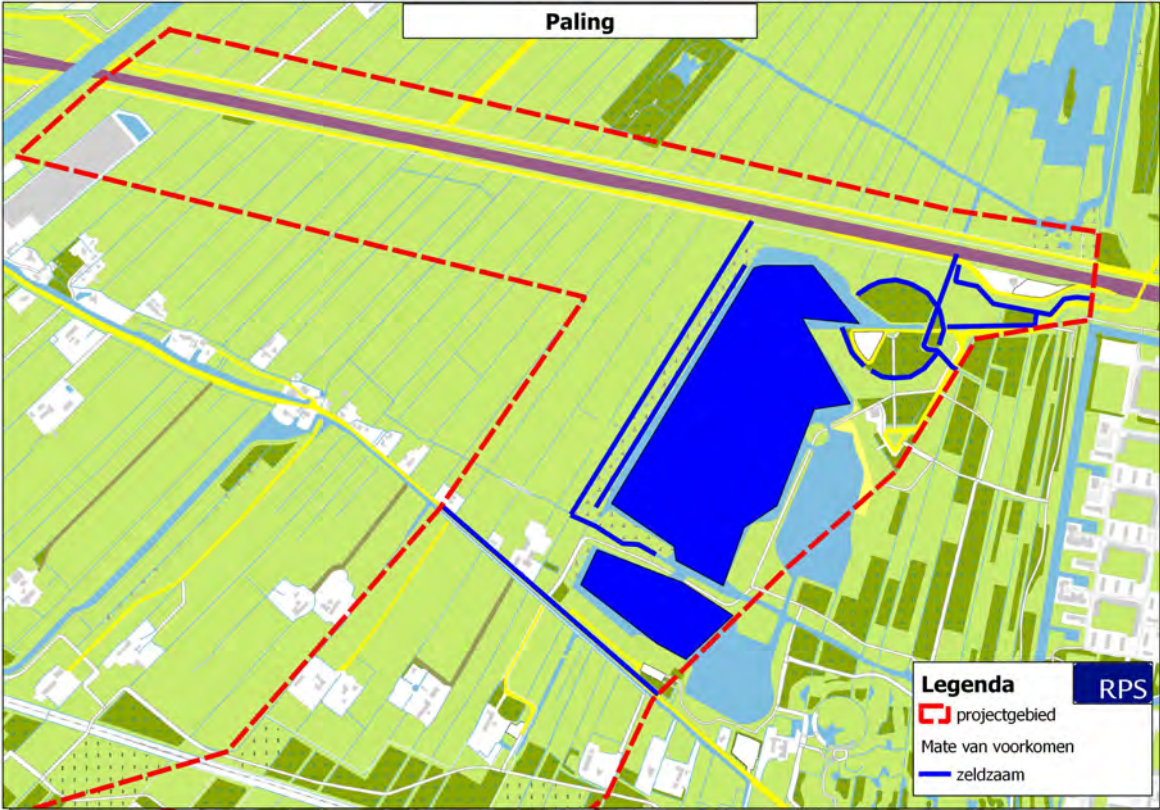 Paling
Legenda
RPS
projectgebied
Mate van voorkomen
zeldzaam